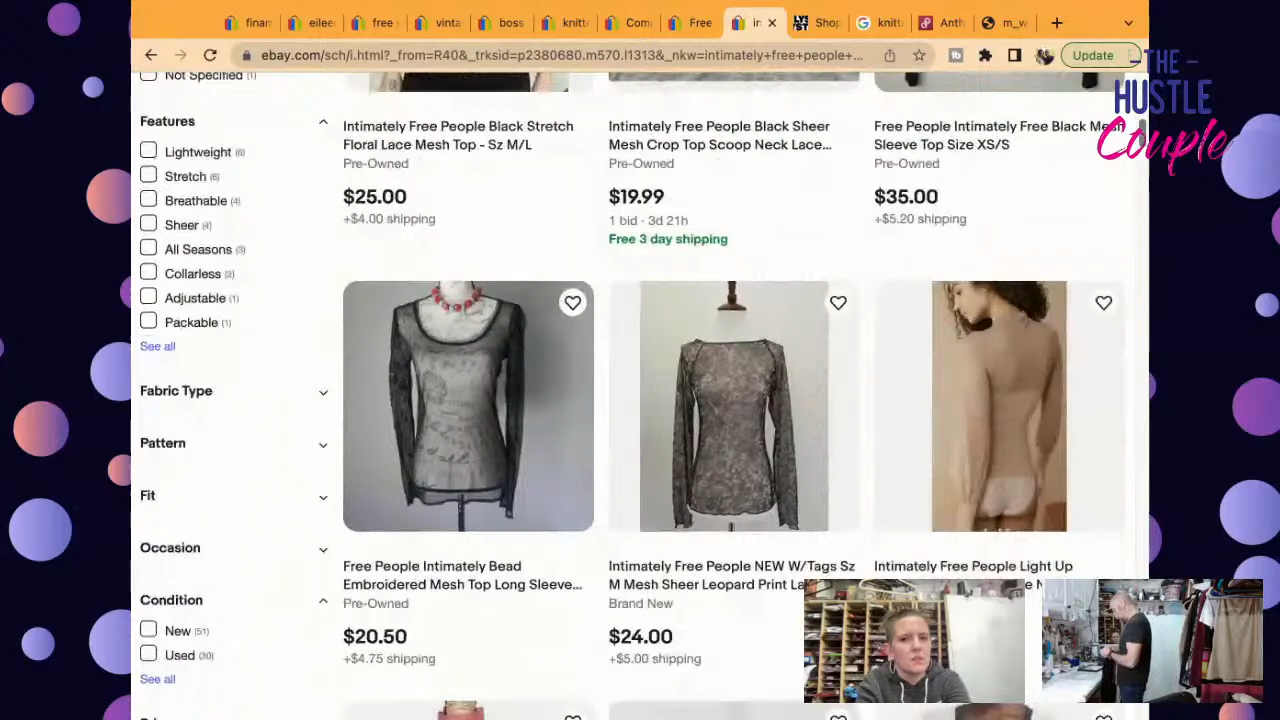 finan
eilee
free
vinta
boss
knitte
Com
Free
in
Shop
knitt
Anth
m_w
ebay.com/sch/i.html?_from=R40&_trksid=p2380680.m570.l1313&_nkw=intimately+free+people+...
Update
THE
HUSTLE
Couple
Not Specified (1)
Features
Lightweight (6)
Stretch (6)
Breathable (4)
Sheer (4)
All Seasons (3)
Collarless (2)
Adjustable (1)
Packable (1)
See all
Fabric Type
Pattern
Fit
Occasion
Condition
New (51)
Used (30)
See all
Intimately Free People Black Stretch
Floral Lace Mesh Top - Sz M/L
Pre-Owned
$25.00
+$4.00 shipping
Intimately Free People Black Sheer
Mesh Crop Top Scoop Neck Lace...
Pre-Owned
$19.99
1 bid · 3d 21h
Free 3 day shipping
Free People Intimately Free Black Mesh
Sleeve Top Size XS/S
Pre-Owned
$35.00
+$5.20 shipping
Free People Intimately Bead
Embroidered Mesh Top Long Sleeve...
Pre-Owned
$20.50
+$4.75 shipping
Intimately Free People NEW W/Tags Sz
M Mesh Sheer Leopard Print La
Brand New
$24.00
+$5.00 shipping
Intimately Free People Light Up